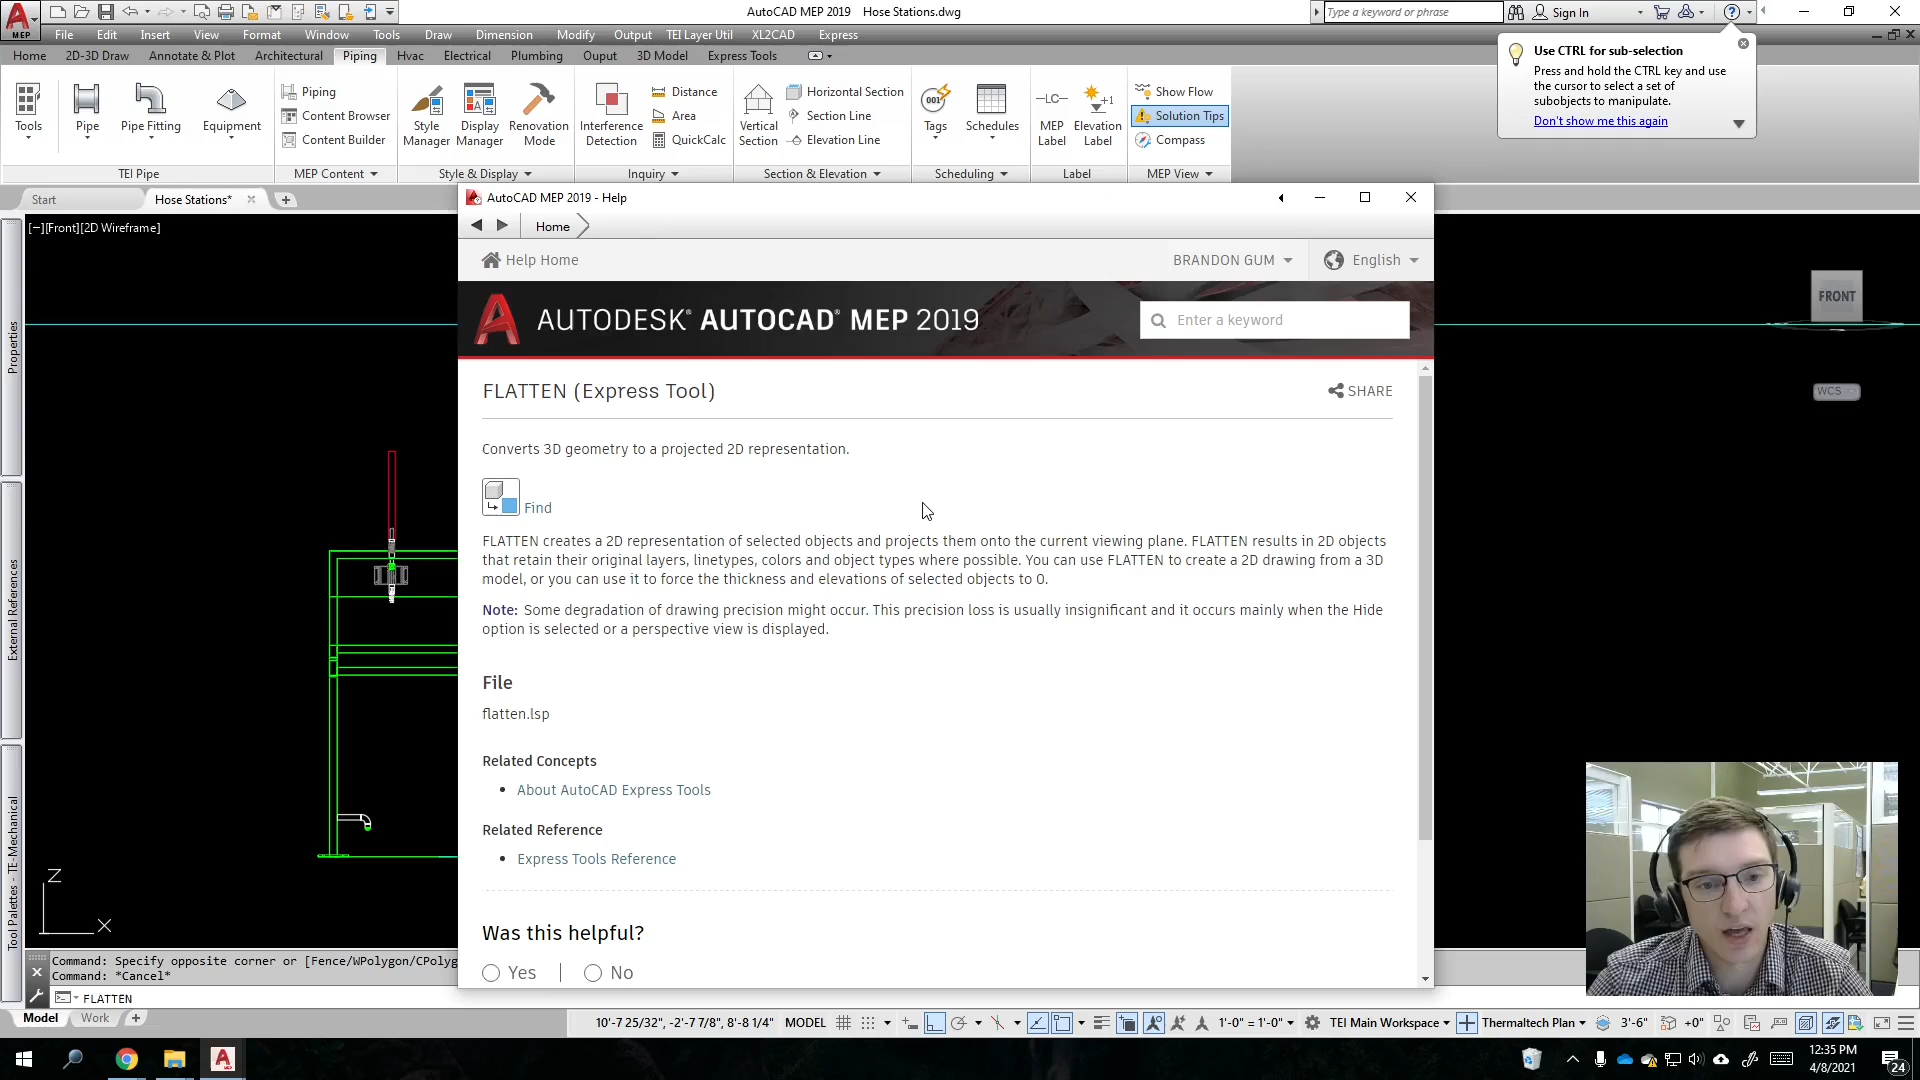 AutoCAD MEP 2019 Hose Stations.dwg
Type a keyword or phrase
Sign In
MEP
File Edit Insert View Format Window Tools Draw Dimension Modify Output TEI Layer Util XL2CAD Express
Home 2D-3D Draw Annotate & Plot Architectural Piping Hvac Electrical Plumbing Ouput 3D Model Express Tools
Tools
Pipe
Pipe Fitting
Equipment
TEI Pipe
Piping
Content Browser
Content Builder
MEP Content
Style Manager
Display Manager
Renovation Mode
Style & Display
Interference Detection
Distance
Area
QuickCalc
Inquiry
Vertical Section
Horizontal Section
Section Line
Elevation Line
Section & Elevation
001
Tags
Schedules
Scheduling
-LC-
MEP Label
+1
Elevation Label
Label
Show Flow
Solution Tips
Compass
MEP View
Use CTRL for sub-selection
Press and hold the CTRL key and use
the cursor to select a set of
subobjects to manipulate.
Don't show me this again
Start
Hose Stations*
[−][Front][2D Wireframe]
Properties
External References
Tool Palettes - TE-Mechanical
FRONT
WCS
Z
X
AutoCAD MEP 2019 - Help
Home
Help Home
BRANDON GUM
English
AUTODESK® AUTOCAD® MEP 2019
Enter a keyword
FLATTEN (Express Tool)
SHARE
Converts 3D geometry to a projected 2D representation.
Find
FLATTEN creates a 2D representation of selected objects and projects them onto the current viewing plane. FLATTEN results in 2D objects
that retain their original layers, linetypes, colors and object types where possible. You can use FLATTEN to create a 2D drawing from a 3D
model, or you can use it to force the thickness and elevations of selected objects to 0.
Note: Some degradation of drawing precision might occur. This precision loss is usually insignificant and it occurs mainly when the Hide
option is selected or a perspective view is displayed.
File
flatten.lsp
Related Concepts
About AutoCAD Express Tools
Related Reference
Express Tools Reference
Was this helpful?
Yes | No
Command: Specify opposite corner or [Fence/WPolygon/CPolyg
Command: *Cancel*
FLATTEN
Model Work
10'-7 25/32", -2'-7 7/8", 8'-8 1/4" MODEL 1'-0" = 1'-0" TEI Main Workspace Thermaltech Plan 3'-6" +0"
12:35 PM
4/8/2021
24